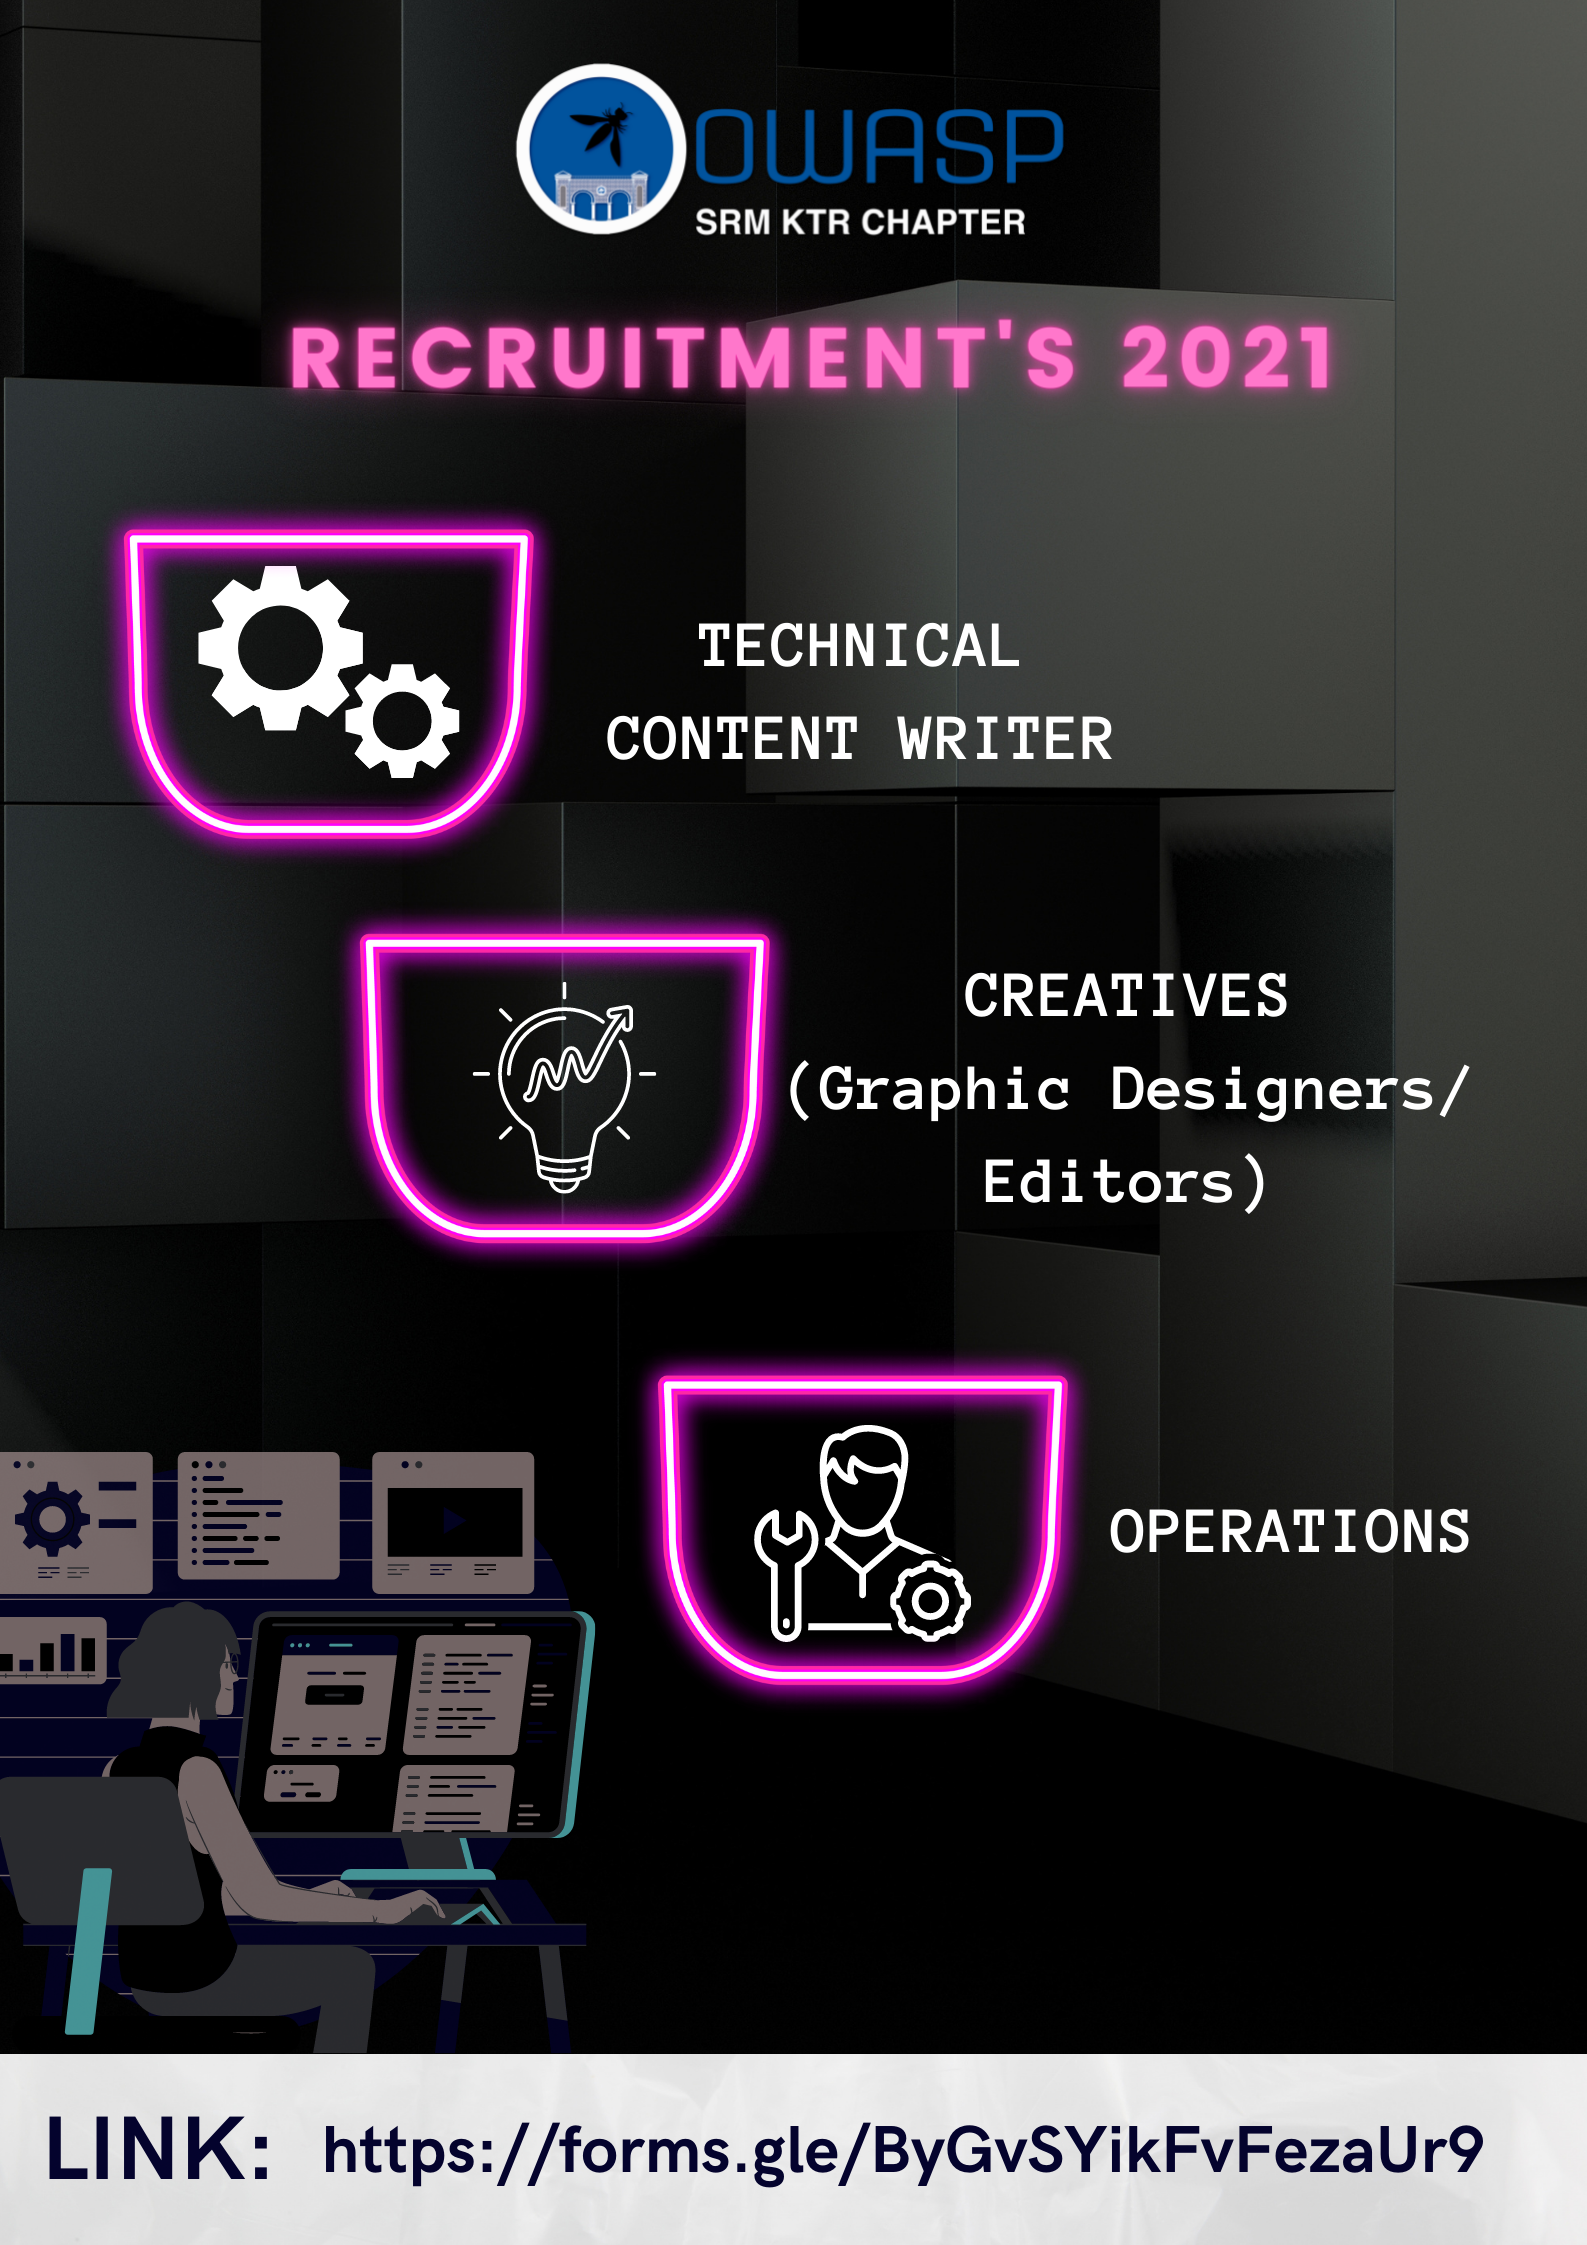 OWASP
SRM KTR CHAPTER
RECRUITMENT'S 2021
TECHNICAL
CONTENT WRITER
CREATIVES
(Graphic Designers/
Editors)
OPERATIONS
LINK: https://forms.gle/ByGvSYikFvFezaUr9